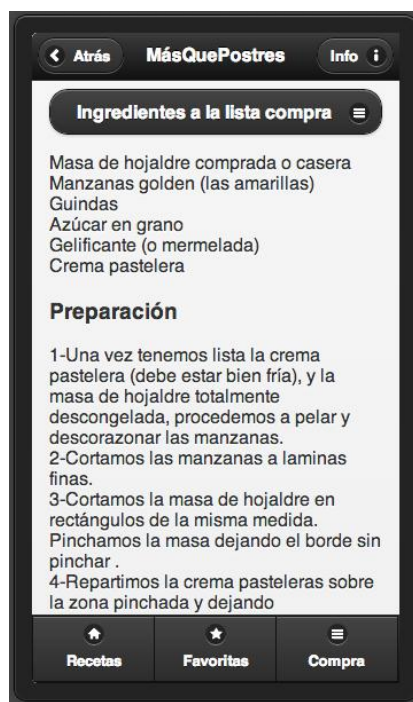 Atrás MásQuePostres Info i
Ingredientes a la lista compra
Masa de hojaldre comprada o casera
Manzanas golden (las amarillas)
Guindas
Azúcar en grano
Gelificante (o mermelada)
Crema pastelera
Preparación
1-Una vez tenemos lista la crema
pastelera (debe estar bien fría), y la
masa de hojaldre totalmente
descongelada, procedemos a pelar y
descorazonar las manzanas.
2-Cortamos las manzanas a laminas
finas.
3-Cortamos la masa de hojaldre en
rectángulos de la misma medida.
Pinchamos la masa dejando el borde sin
pinchar .
4-Repartimos la crema pasteleras sobre
la zona pinchada y dejando
Recetas Favoritas Compra